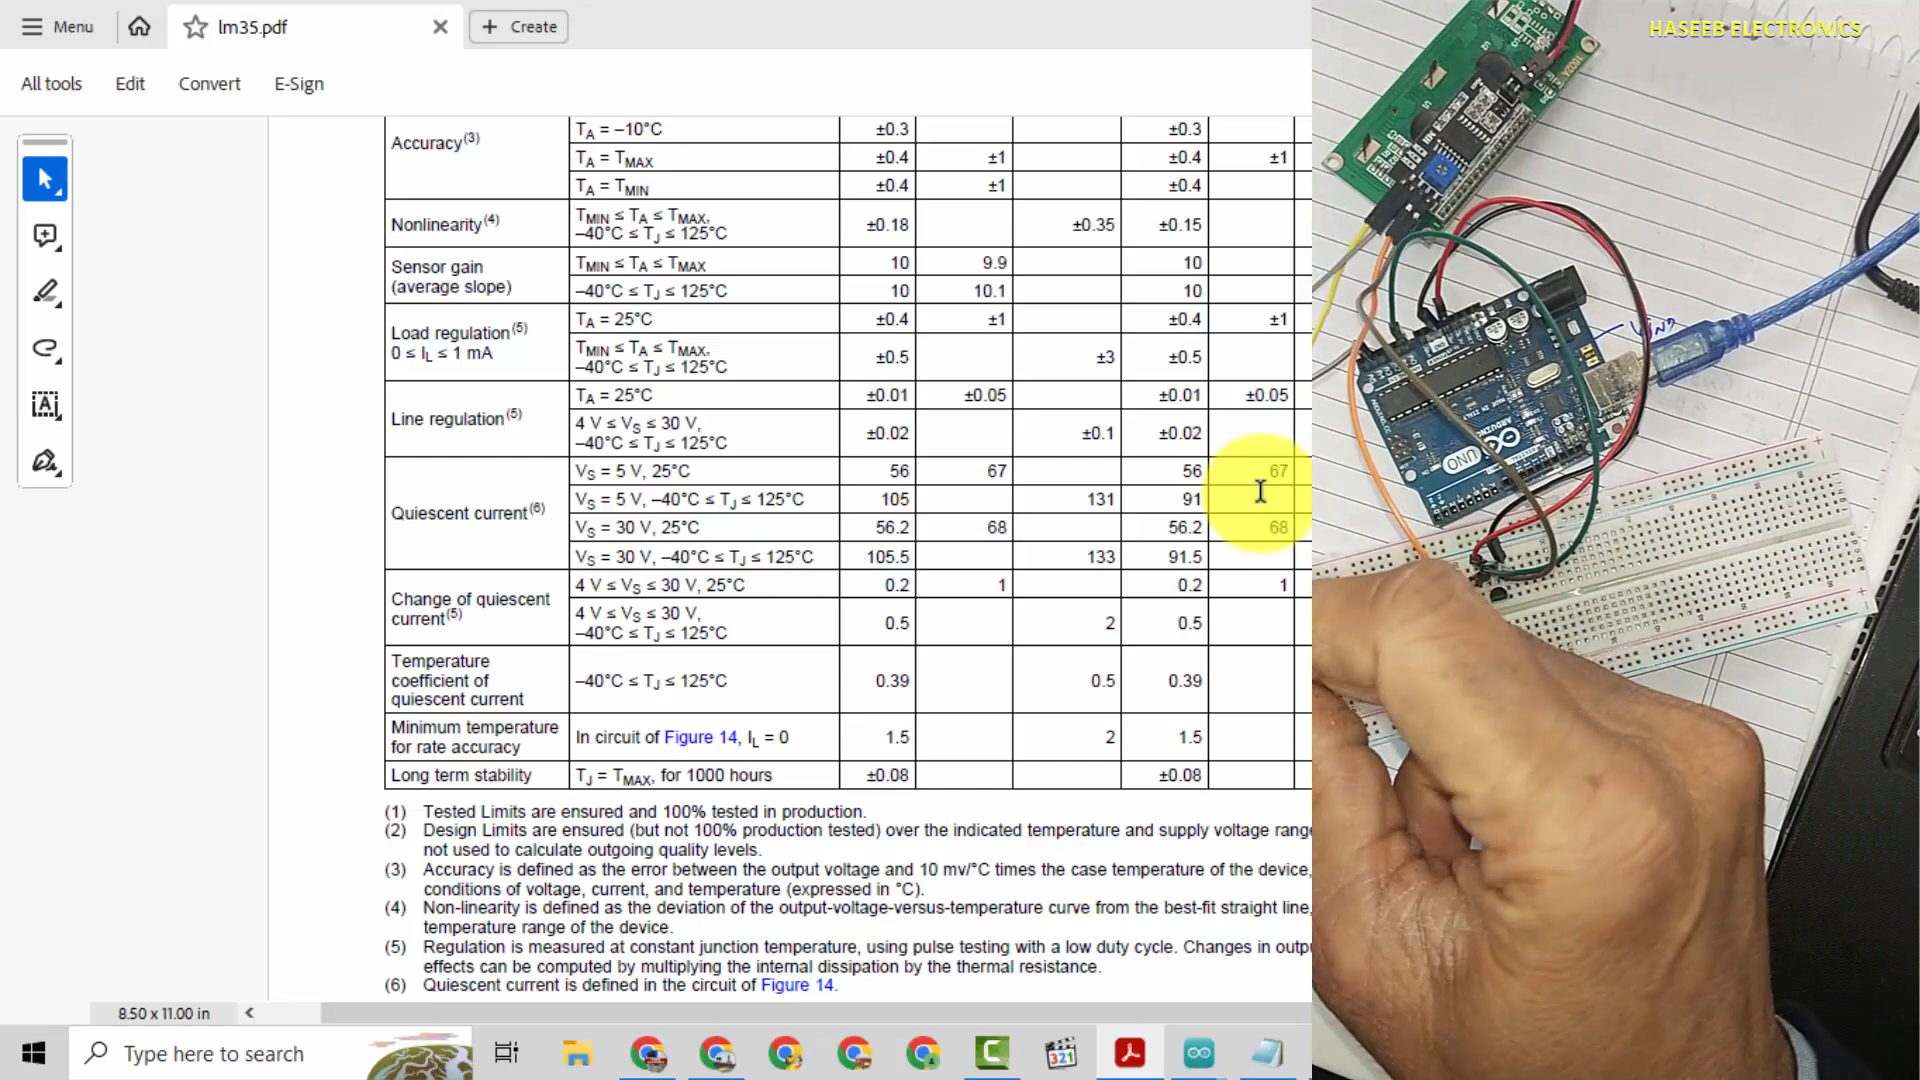 Menu
lm35.pdf
Create
HASEEB ELECTRONICS
All tools
Edit
Convert
E-Sign
Accuracy(3)
TA = –10°C ±0.3 ±0.3
TA = TMAX ±0.4 ±1 ±0.4 ±1
TA = TMIN ±0.4 ±1 ±0.4
Nonlinearity(4)
TMIN ≤ TA ≤ TMAX,
–40°C ≤ TJ ≤ 125°C
±0.18 ±0.35 ±0.15
Sensor gain
(average slope)
TMIN ≤ TA ≤ TMAX 10 9.9 10
–40°C ≤ TJ ≤ 125°C 10 10.1 10
Load regulation(5)
0 ≤ IL ≤ 1 mA
TA = 25°C ±0.4 ±1 ±0.4 ±1
TMIN ≤ TA ≤ TMAX,
–40°C ≤ TJ ≤ 125°C
±0.5 ±3 ±0.5
Line regulation(5)
TA = 25°C ±0.01 ±0.05 ±0.01 ±0.05
4 V ≤ VS ≤ 30 V,
–40°C ≤ TJ ≤ 125°C
±0.02 ±0.1 ±0.02
Quiescent current(6)
VS = 5 V, 25°C 56 67 56 67
VS = 5 V, –40°C ≤ TJ ≤ 125°C 105 131 91
VS = 30 V, 25°C 56.2 68 56.2 68
VS = 30 V, –40°C ≤ TJ ≤ 125°C 105.5 133 91.5
Change of quiescent
current(5)
4 V ≤ VS ≤ 30 V, 25°C 0.2 1 0.2 1
4 V ≤ VS ≤ 30 V,
–40°C ≤ TJ ≤ 125°C
0.5 2 0.5
Temperature
coefficient of
quiescent current
–40°C ≤ TJ ≤ 125°C 0.39 0.5 0.39
Minimum temperature
for rate accuracy
In circuit of Figure 14, IL = 0 1.5 2 1.5
Long term stability TJ = TMAX, for 1000 hours ±0.08 ±0.08
(1) Tested Limits are ensured and 100% tested in production.
(2) Design Limits are ensured (but not 100% production tested) over the indicated temperature and supply voltage rang
not used to calculate outgoing quality levels.
(3) Accuracy is defined as the error between the output voltage and 10 mv/°C times the case temperature of the device,
conditions of voltage, current, and temperature (expressed in °C).
(4) Non-linearity is defined as the deviation of the output-voltage-versus-temperature curve from the best-fit straight line,
temperature range of the device.
(5) Regulation is measured at constant junction temperature, using pulse testing with a low duty cycle. Changes in outp
effects can be computed by multiplying the internal dissipation by the thermal resistance.
(6) Quiescent current is defined in the circuit of Figure 14.
8.50 x 11.00 in
Type here to search
321
1602A
UNO
ARDUINO